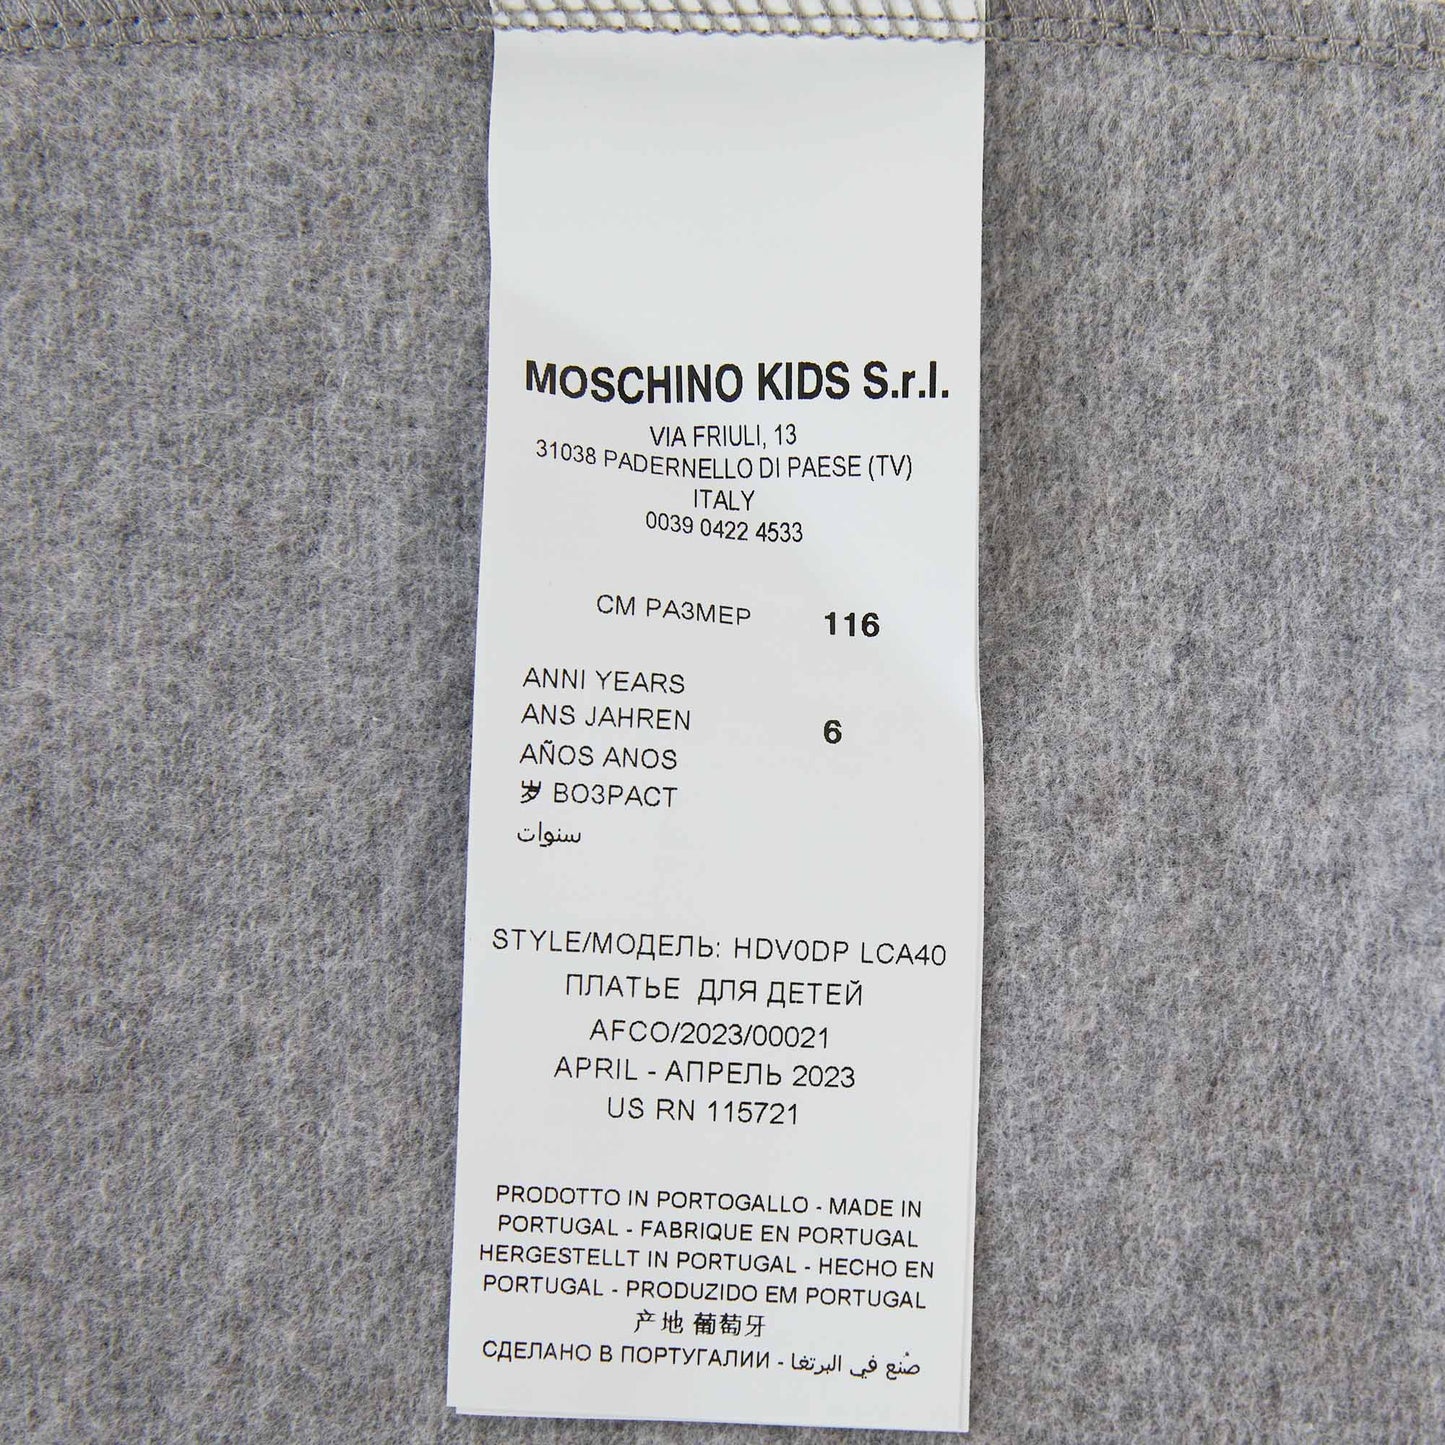 MOSCHINO KIDS S.r.l.
VIA FRIULI, 13
31038 PADERNELLO DI PAESE (TV)
ITALY
0039 0422 4533
СМ РАЗМЕР 116
ANNI YEARS
ANS JAHREN 6
AÑOS ANOS
岁 ВОЗРАСТ
سنوات
STYLE/МОДЕЛЬ: HDV0DP LCA40
ПЛАТЬЕ ДЛЯ ДЕТЕЙ
AFCO/2023/00021
APRIL - АПРЕЛЬ 2023
US RN 115721
PRODOTTO IN PORTOGALLO - MADE IN
PORTUGAL - FABRIQUE EN PORTUGAL
HERGESTELLT IN PORTUGAL - HECHO EN
PORTUGAL - PRODUZIDO EM PORTUGAL
产地 葡萄牙
СДЕЛАНО В ПОРТУГАЛИИ - صُنع في البرتغا